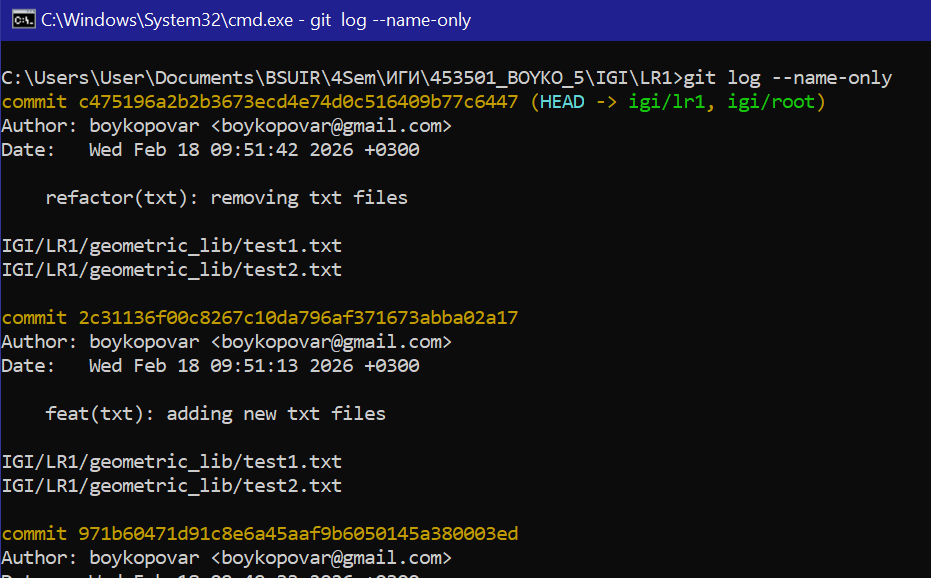 C:\Windows\System32\cmd.exe - git log --name-only
C:\Users\User\Documents\BSUIR\4Sem\ИГИ\453501_BOYKO_5\IGI\LR1>git log --name-only
commit c475196a2b2b3673ecd4e74d0c516409b77c6447 (HEAD -> igi/lr1, igi/root)
Author: boykopovar <boykopovar@gmail.com>
Date:   Wed Feb 18 09:51:42 2026 +0300
refactor(txt): removing txt files
IGI/LR1/geometric_lib/test1.txt
IGI/LR1/geometric_lib/test2.txt
commit 2c31136f00c8267c10da796af371673abba02a17
Author: boykopovar <boykopovar@gmail.com>
Date:   Wed Feb 18 09:51:13 2026 +0300
feat(txt): adding new txt files
IGI/LR1/geometric_lib/test1.txt
IGI/LR1/geometric_lib/test2.txt
commit 971b60471d91c8e6a45aaf9b6050145a380003ed
Author: boykopovar <boykopovar@gmail.com>